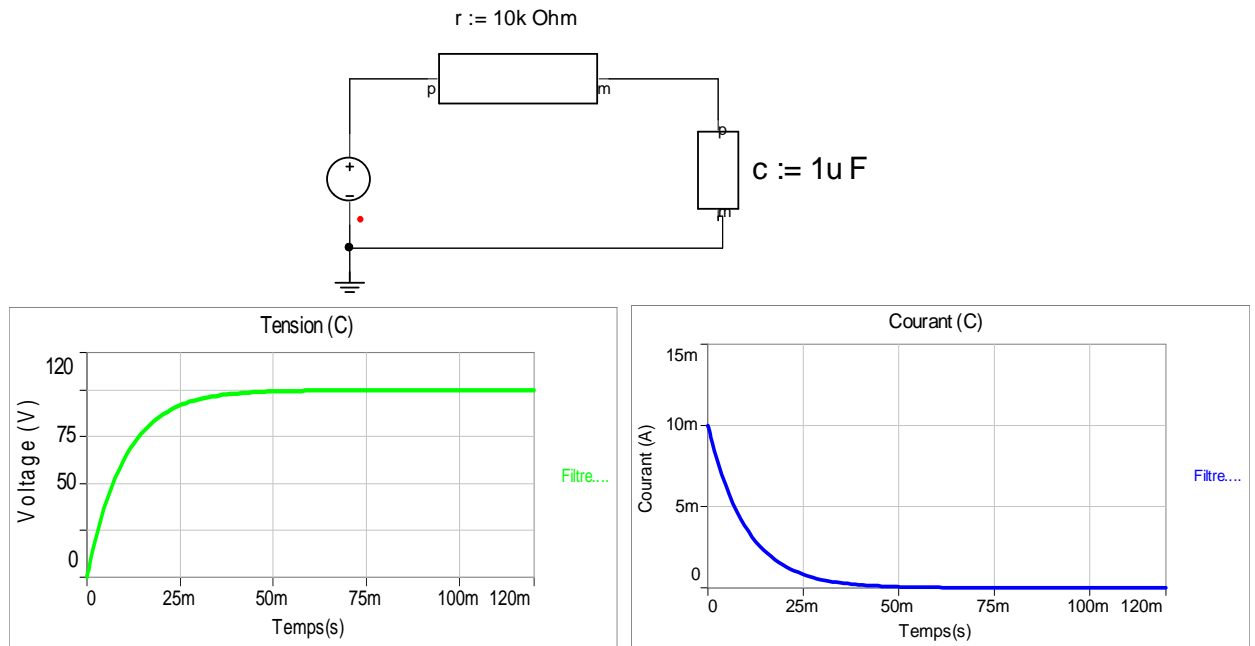 r := 10k Ohm
p
m
p
c := 1u F
m
+
−
Tension (C)
120
75
50
0
Voltage (V)
0 25m 50m 75m 100m 120m
Temps(s)
Filtre....
Courant (C)
15m
10m
5m
0
Courant (A)
0 25m 50m 75m 100m 120m
Temps(s)
Filtre....